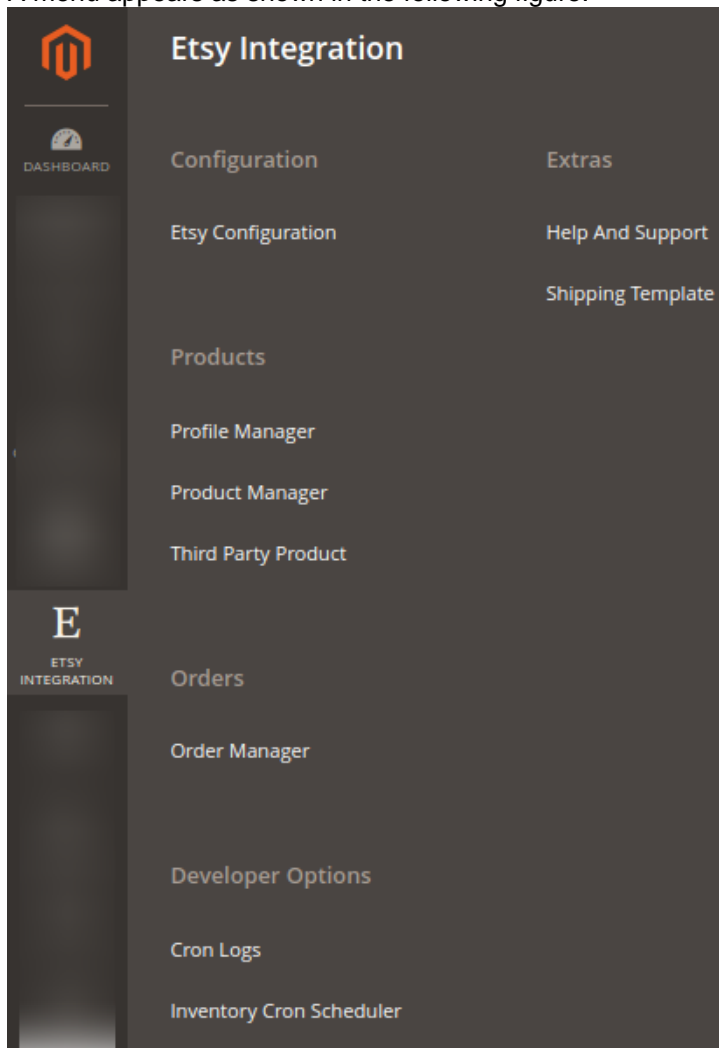 A menu appears as shown in the following figure:
Etsy Integration
DASHBOARD
Configuration
Etsy Configuration
Products
Profile Manager
Product Manager
Third Party Product
E
ETSY
INTEGRATION
Orders
Order Manager
Developer Options
Cron Logs
Inventory Cron Scheduler
Extras
Help And Support
Shipping Template